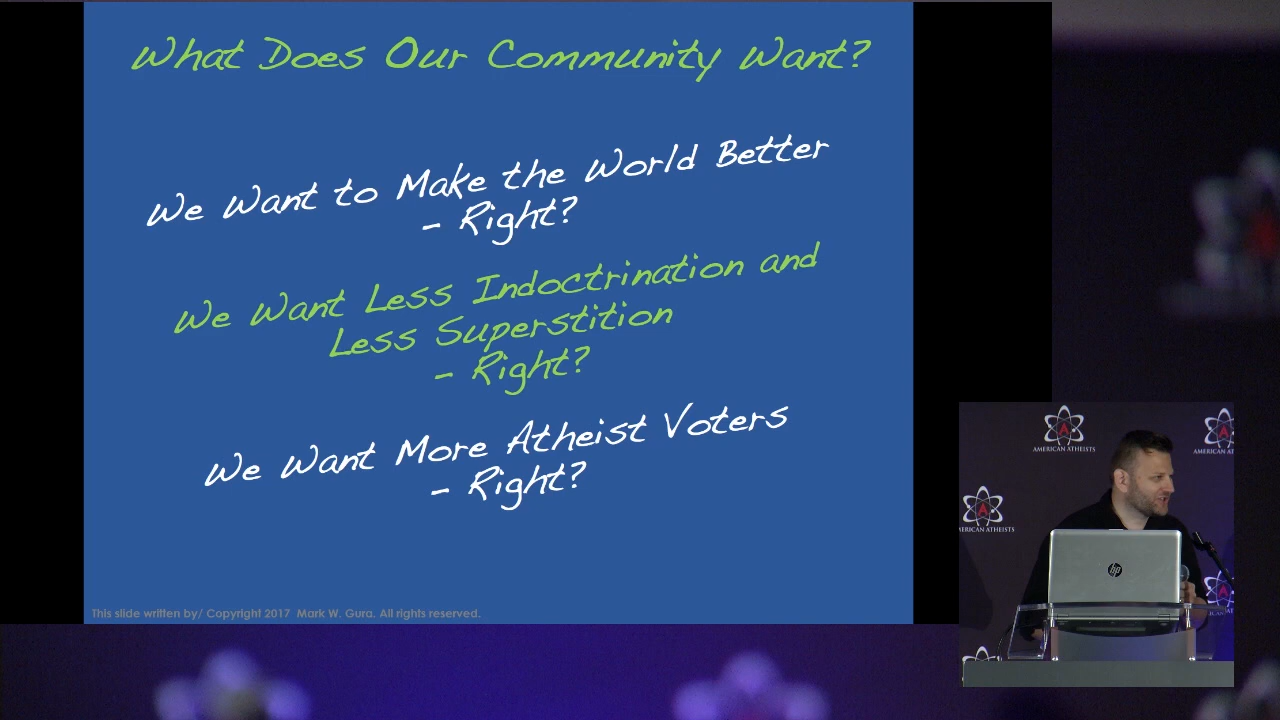 What Does Our Community Want?
We Want to Make the World Better
- Right?
We Want Less Indoctrination and
Less Superstition
- Right?
We Want More Atheist Voters
- Right?
This slide written by/ Copyright 2017 Mark W. Gura. All rights reserved.
A
AMERICAN ATHEISTS
A
AMERICAN AT
A
MERICAN ATHEISTS
hp